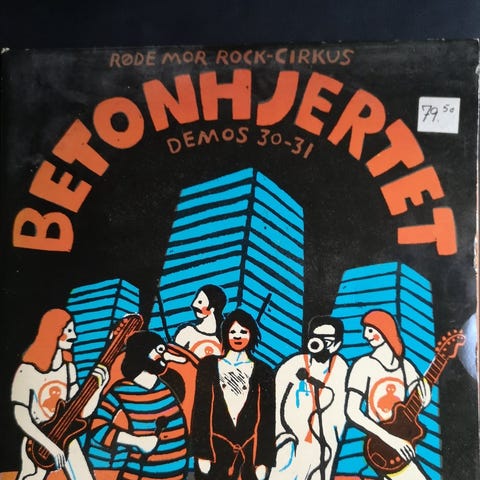 RØDE MOR ROCK-CIRKUS
BETONHJERTET
DEMOS 30-31
79.50